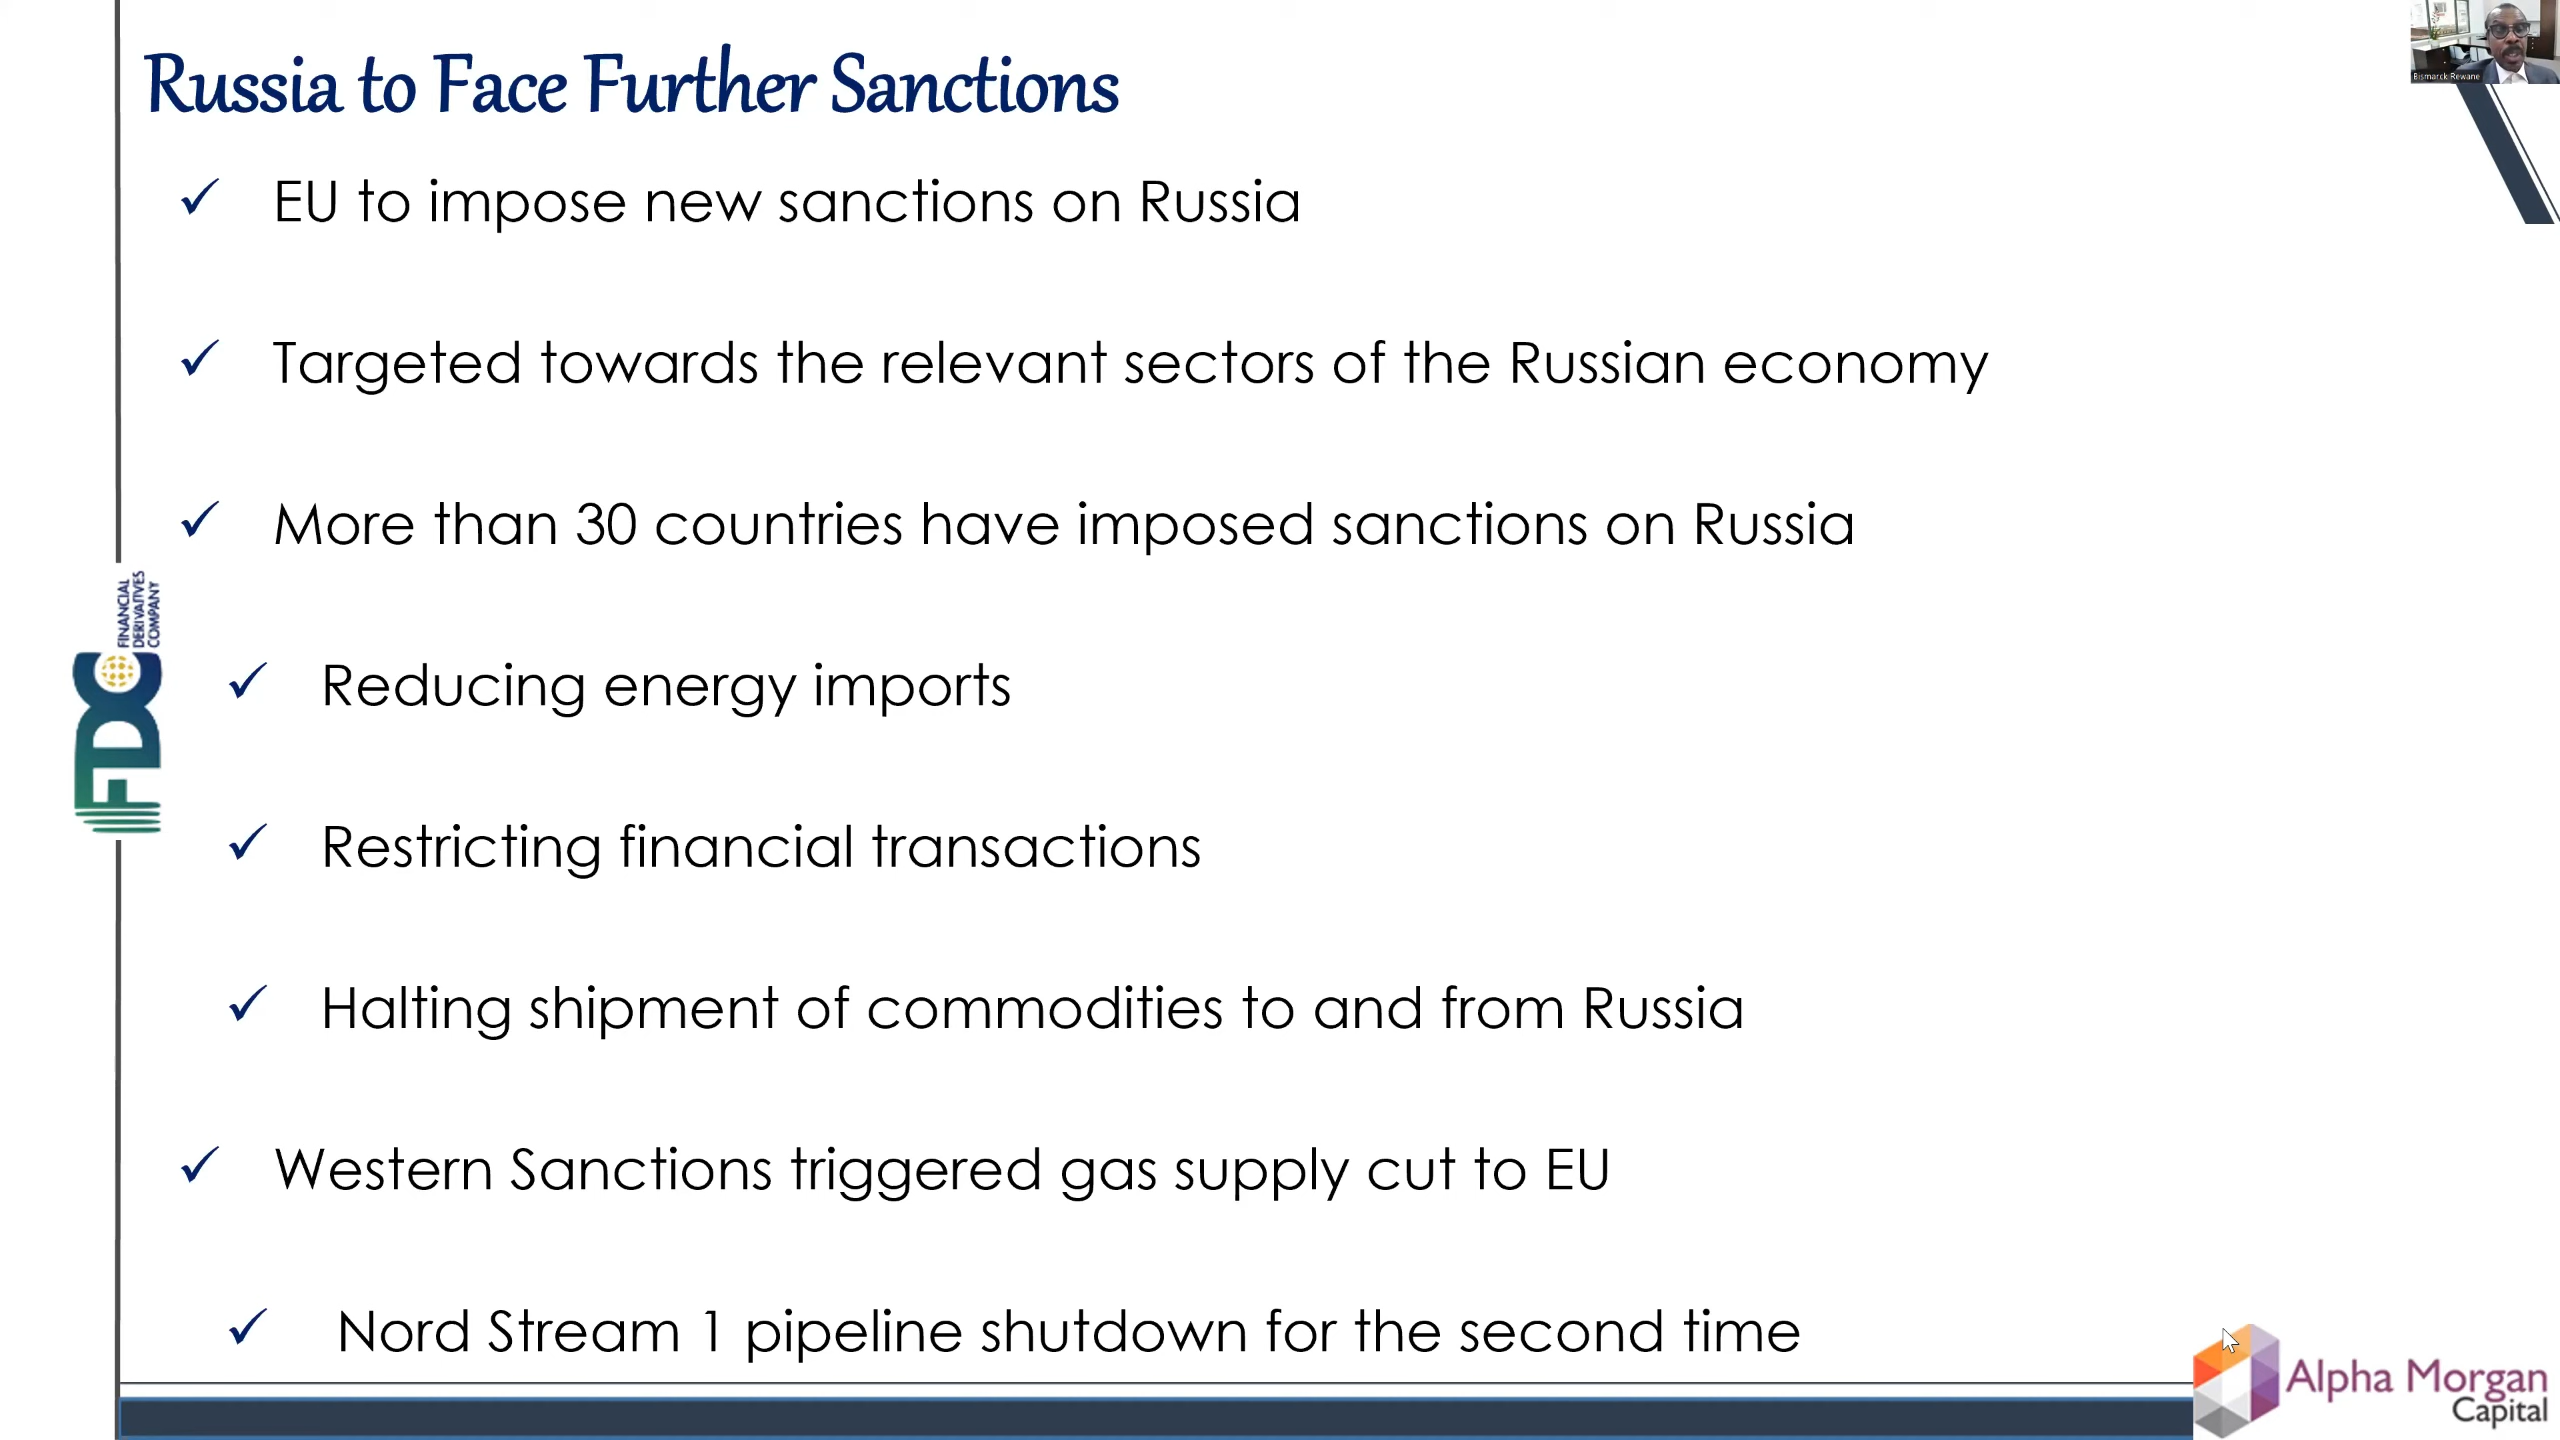 Russia to Face Further Sanctions
Bismarck Rewane
✓ EU to impose new sanctions on Russia
✓ Targeted towards the relevant sectors of the Russian economy
✓ More than 30 countries have imposed sanctions on Russia
✓ Reducing energy imports
✓ Restricting financial transactions
✓ Halting shipment of commodities to and from Russia
✓ Western Sanctions triggered gas supply cut to EU
✓ Nord Stream 1 pipeline shutdown for the second time
FDC
FINANCIAL
DERIVATIVES
COMPANY
Alpha Morgan
Capital